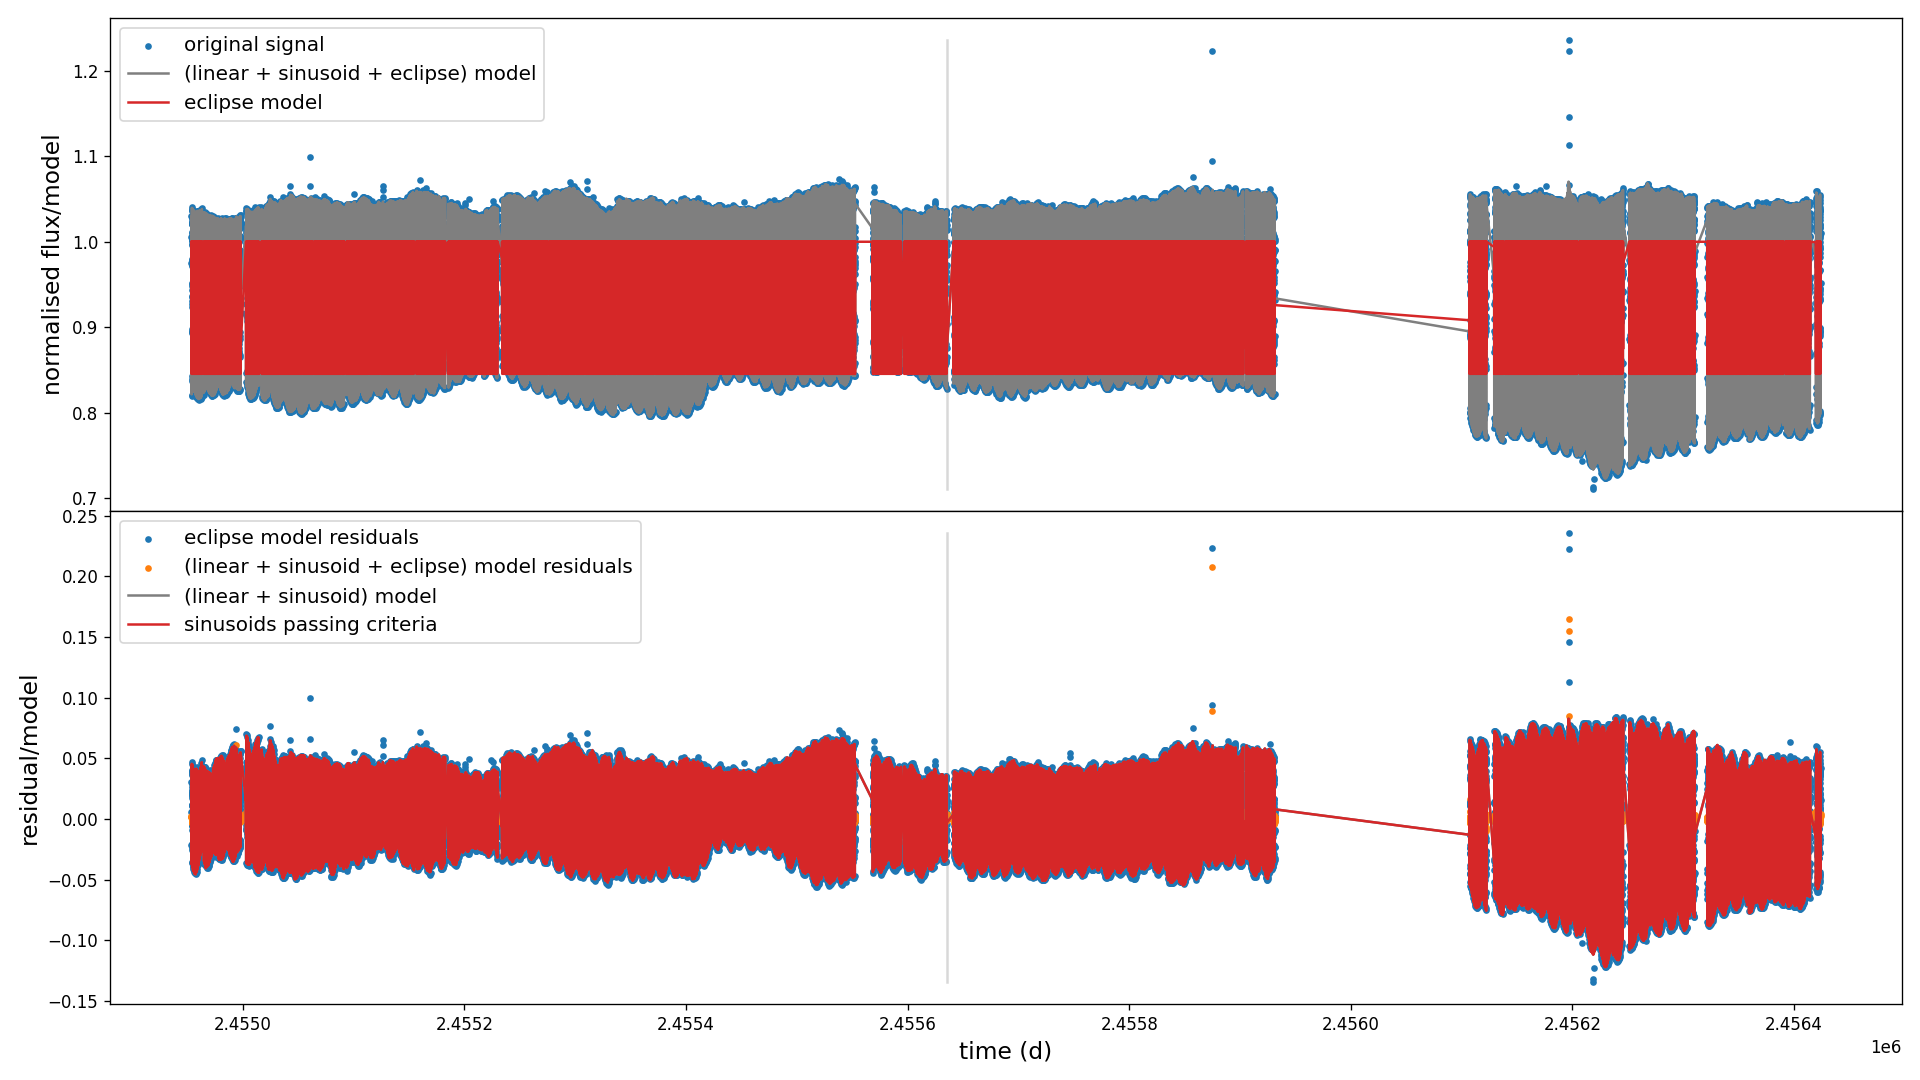 original signal
(linear + sinusoid + eclipse) model
eclipse model
normalised flux/model
1.2
1.1
1.0
0.9
0.8
0.7
eclipse model residuals
(linear + sinusoid + eclipse) model residuals
(linear + sinusoid) model
sinusoids passing criteria
residual/model
0.25
0.20
0.15
0.10
0.05
0.00
−0.05
−0.10
−0.15
2.4550 2.4552 2.4554 2.4556 2.4558 2.4560 2.4562 2.4564
time (d)
1e6